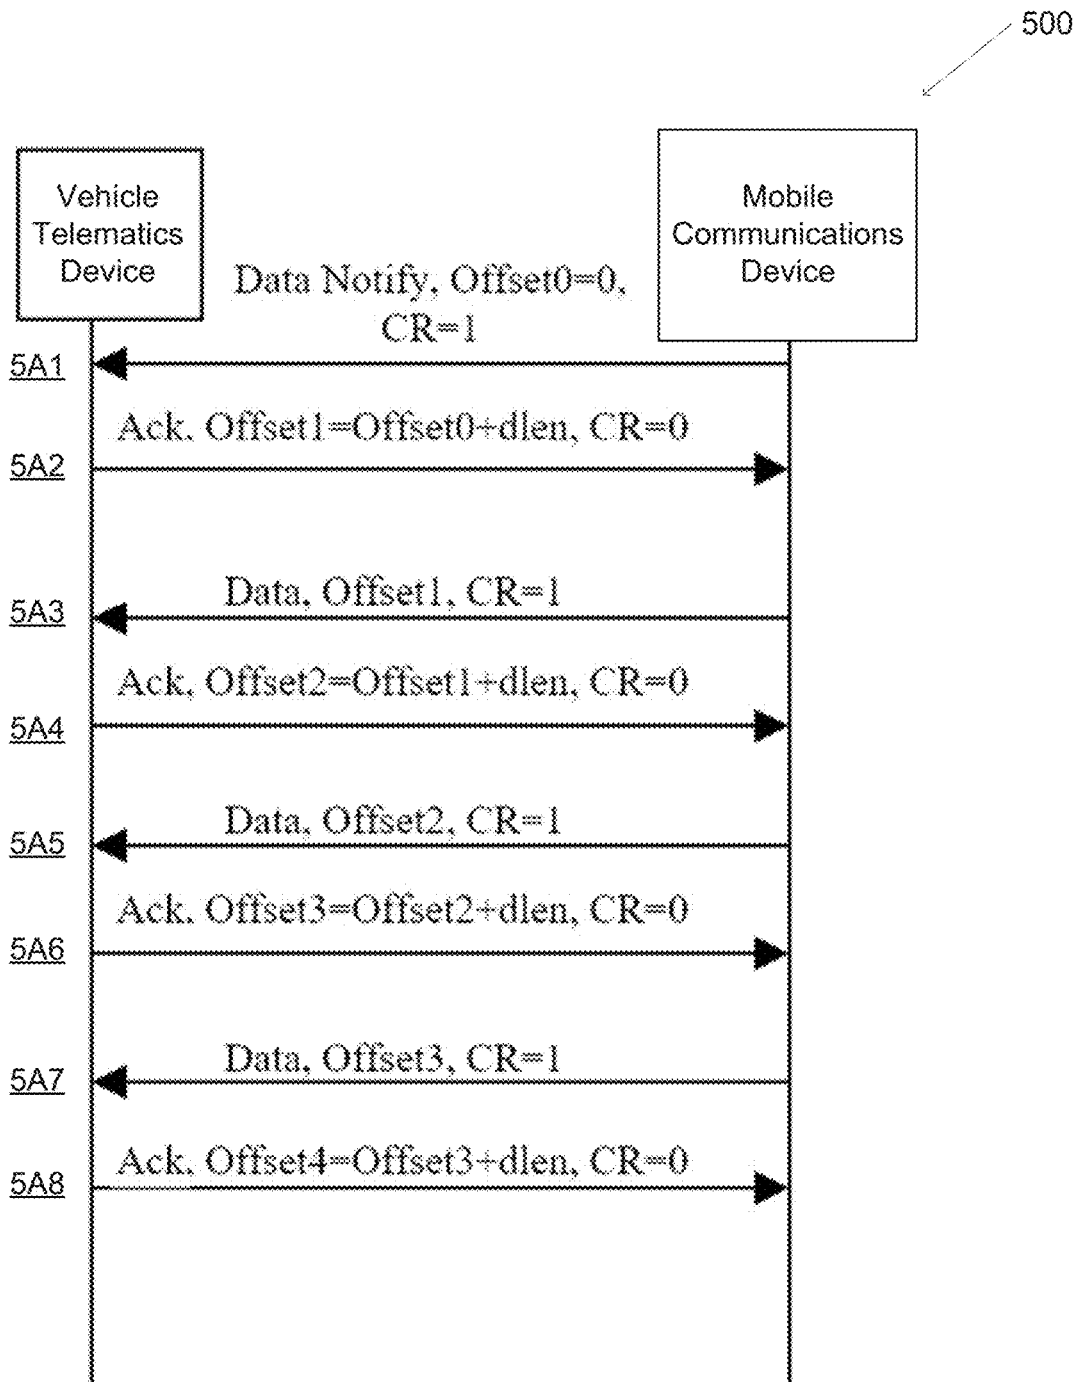 500
Vehicle
Telematics
Device
Mobile
Communications
Device
Data Notify, Offset0=0,
CR=1
5A1
Ack, Offset1=Offset0+dlen, CR=0
5A2
Data, Offset1, CR=1
5A3
Ack, Offset2=Offset1+dlen, CR=0
5A4
Data, Offset2, CR=1
5A5
Ack, Offset3=Offset2+dlen, CR=0
5A6
Data, Offset3, CR=1
5A7
Ack, Offset4=Offset3+dlen, CR=0
5A8